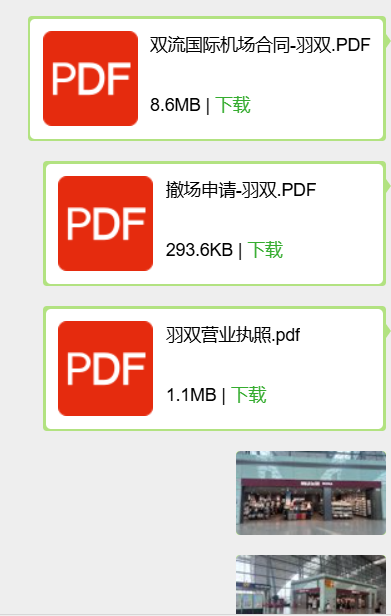 PDF
双流国际机场合同-羽双.PDF
8.6MB | 下载
PDF
撤场申请-羽双.PDF
293.6KB | 下载
PDF
羽双营业执照.pdf
1.1MB | 下载